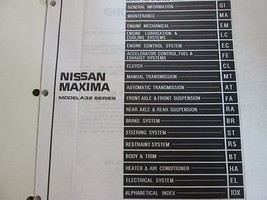 GENERAL INFORMATION GI
MAINTENANCE MA
ENGINE MECHANICAL EM
ENGINE LUBRICATION &
COOLING SYSTEMS LC
ENGINE CONTROL SYSTEM EC
ACCELERATOR CONTROL, FUEL &
EXHAUST SYSTEMS FE
CLUTCH CL
MANUAL TRANSMISSION MT
AUTOMATIC TRANSMISSION AT
FRONT AXLE & FRONT SUSPENSION FA
REAR AXLE & REAR SUSPENSION RA
BRAKE SYSTEM BR
STEERING SYSTEM ST
RESTRAINT SYSTEM RS
BODY & TRIM BT
HEATER & AIR CONDITIONER HA
ELECTRICAL SYSTEM EL
ALPHABETICAL INDEX IDX
NISSAN
MAXIMA
MODEL A32 SERIES